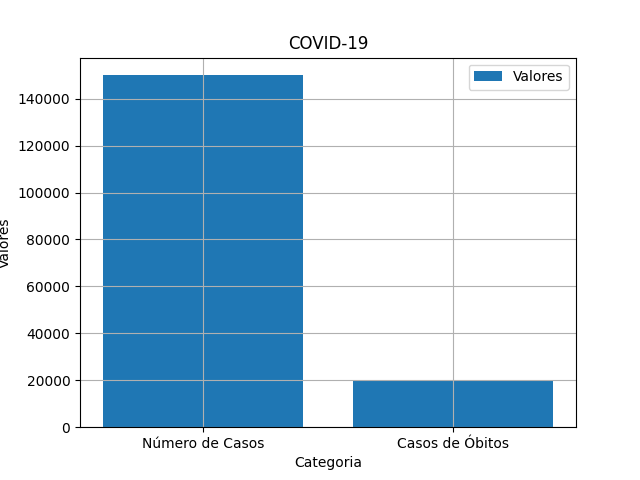 COVID-19
Valores
140000
120000
100000
80000
60000
40000
20000
0
Valores
Número de Casos
Casos de Óbitos
Categoria